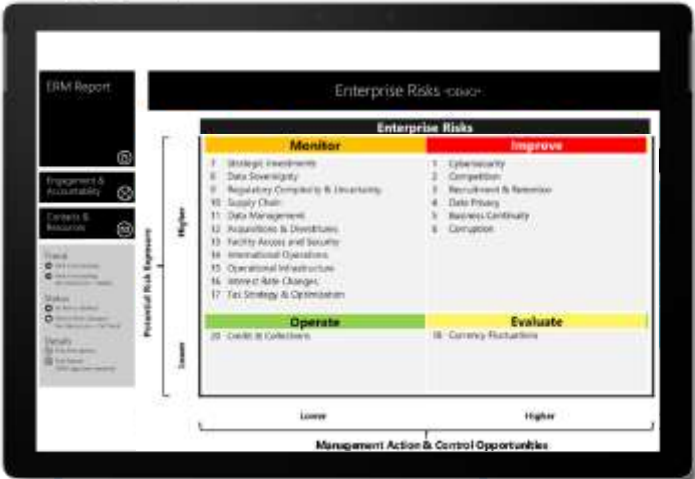 ERM Report
Engagement &
Accountability
Contacts &
Resources
Trend
Status
Details
Enterprise Risks -DEMO-
Enterprise Risks
Monitor
7 Strategic Investments
8 Data Sovereignty
9 Regulatory Complexity & Uncertainty
10 Supply Chain
11 Data Management
12 Acquisitions & Divestitures
13 Facility Access and Security
14 International Operations
15 Operational Infrastructure
16 Interest Rate Changes
17 Tax Strategy & Optimization
Improve
1 Cybersecurity
2 Competition
3 Recruitment & Retention
4 Data Privacy
5 Business Continuity
6 Corruption
Operate
20 Credit & Collections
Evaluate
18 Currency Fluctuations
Potential Risk Exposure
Higher
Lower
Lower
Higher
Management Action & Control Opportunities